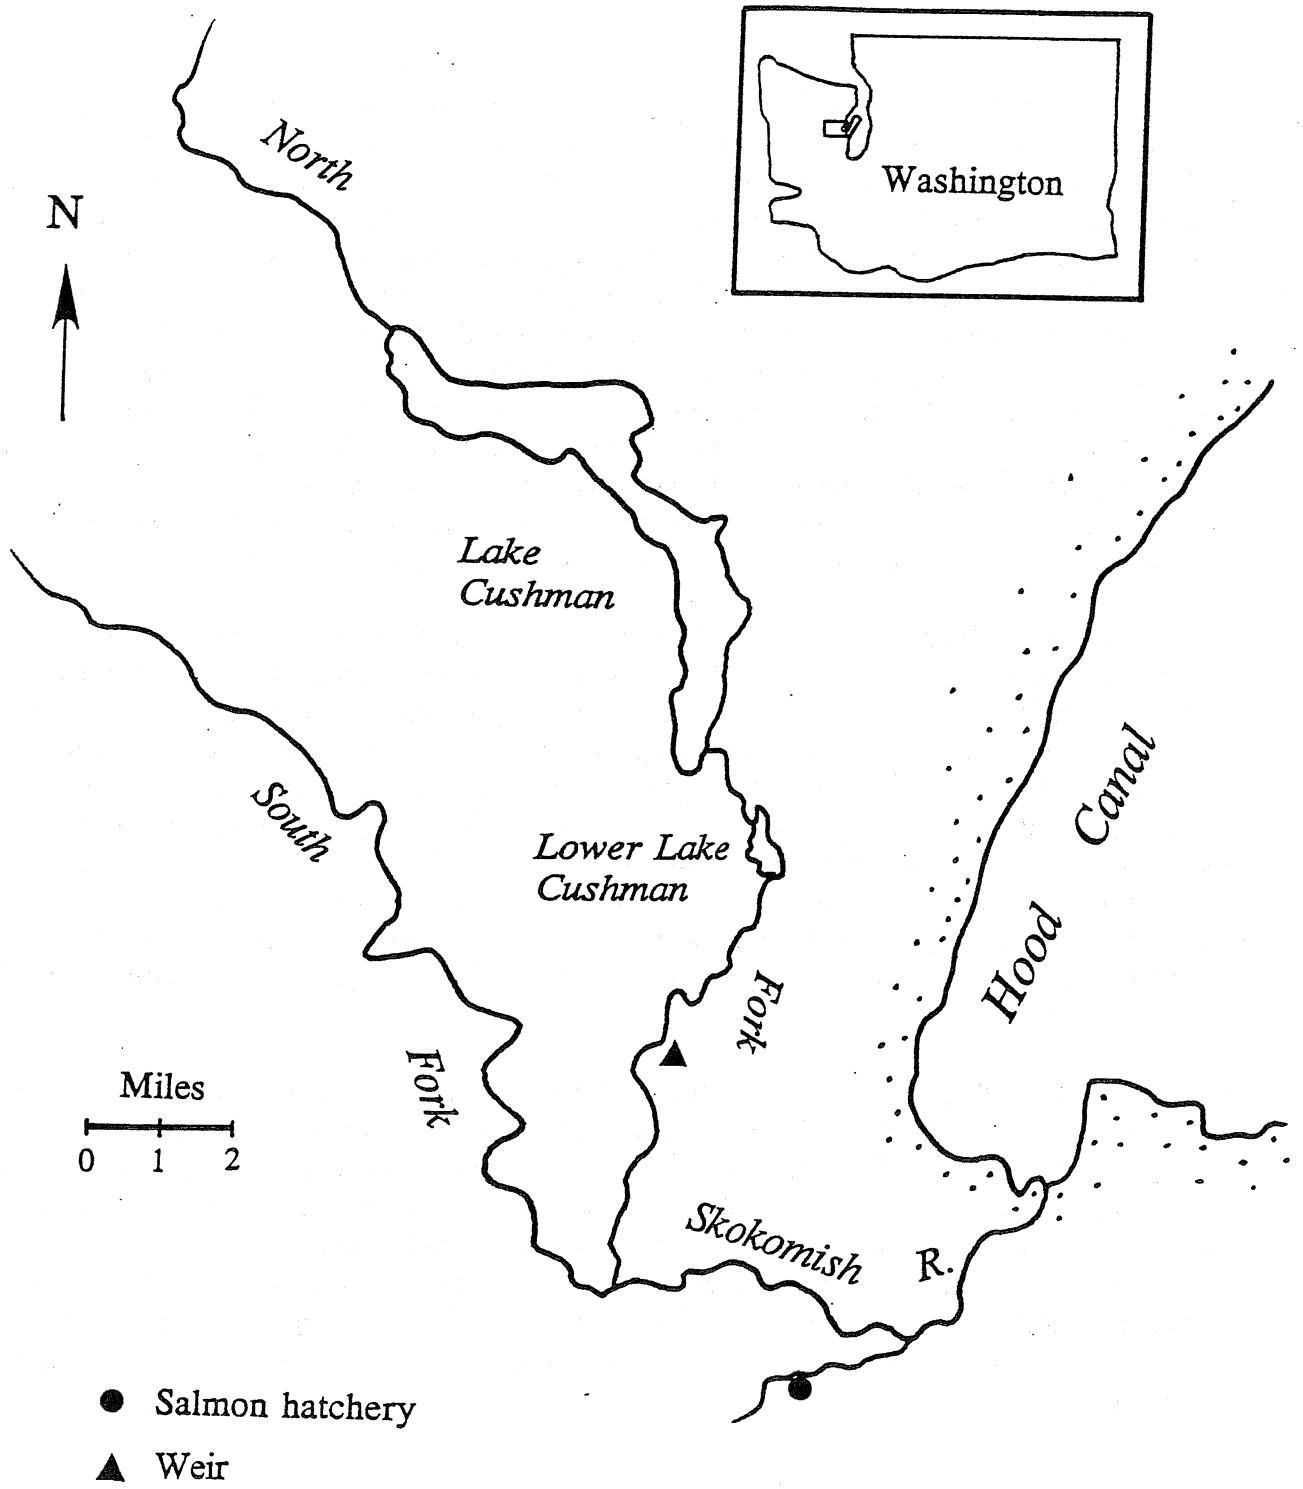 North
Washington
N
Lake
Cushman
South
Canal
Lower Lake
Cushman
Hood
Fork
Fork
Miles
0 1 2
Skokomish R.
Salmon hatchery
Weir